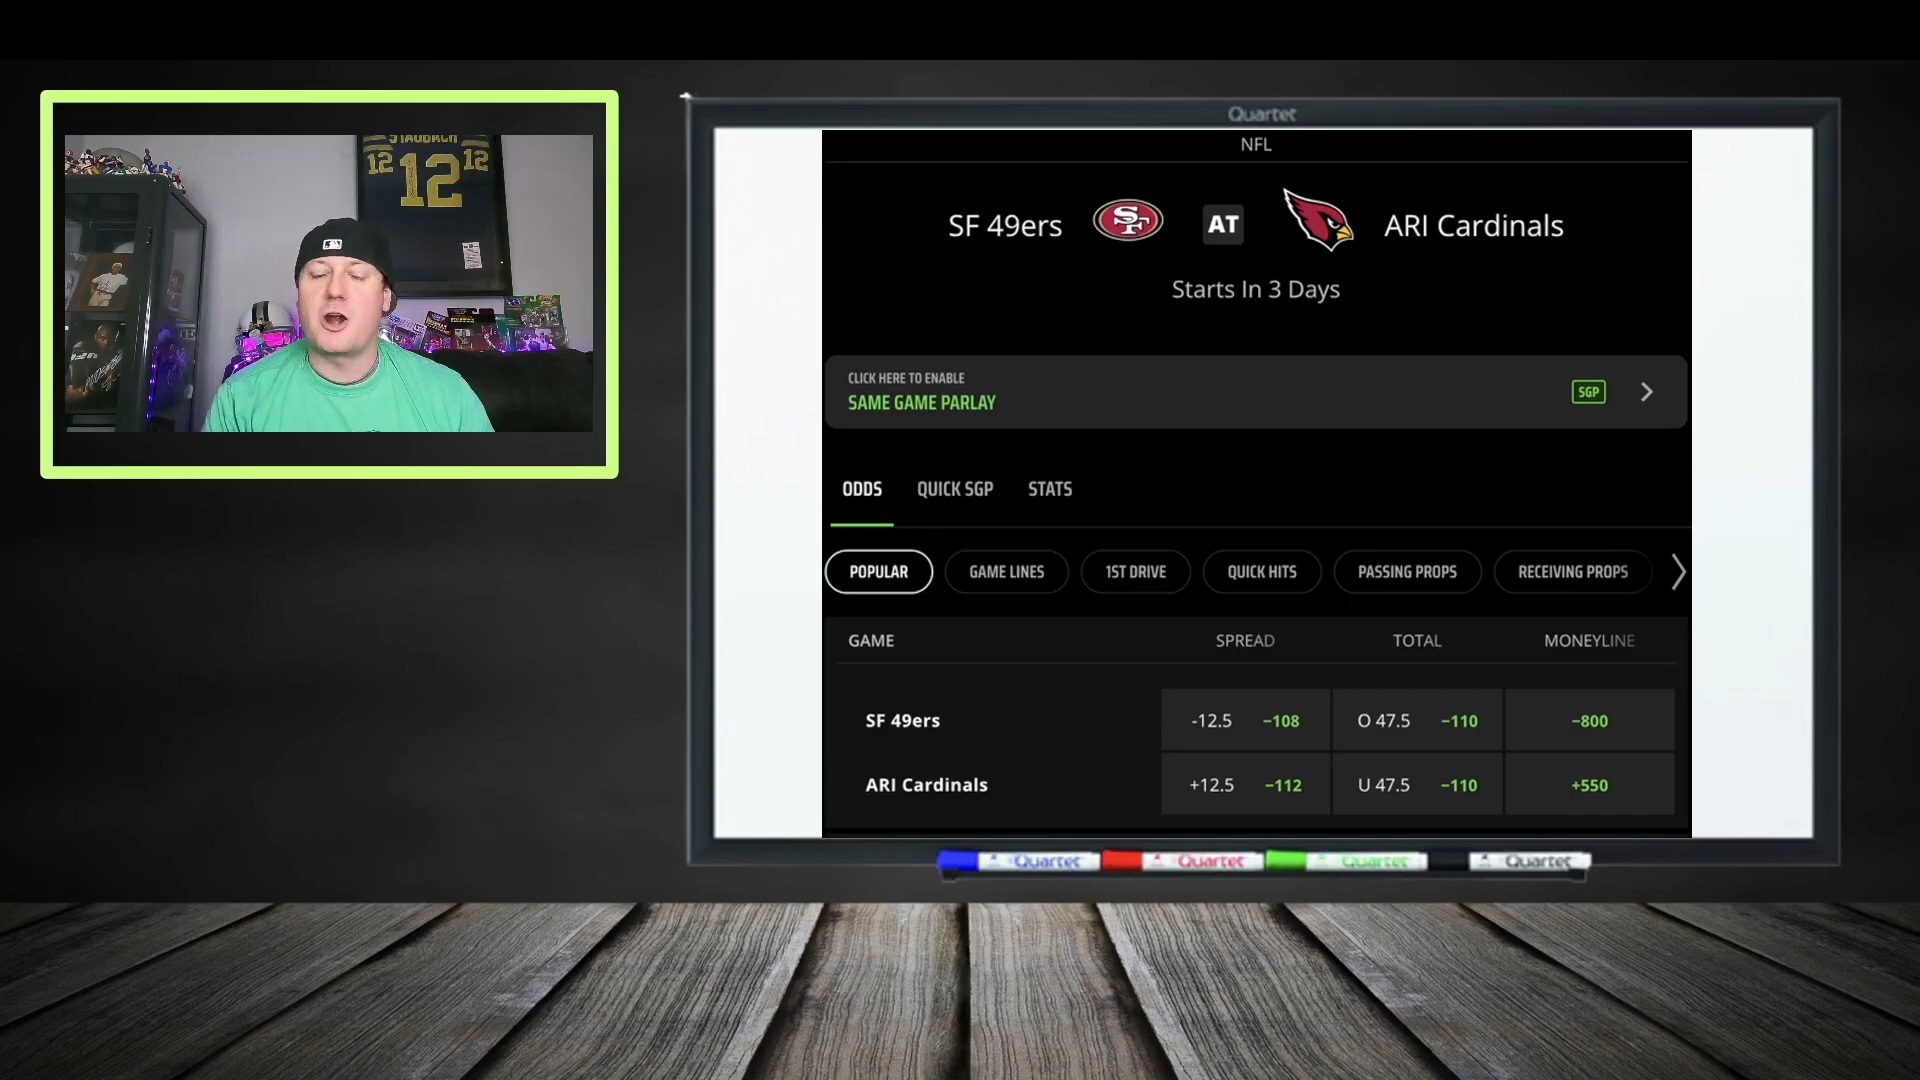 STAUBACH
12 12 12
Quartet
NFL
SF 49ers SF AT ARI Cardinals
Starts In 3 Days
CLICK HERE TO ENABLE
SAME GAME PARLAY SGP
ODDS QUICK SGP STATS
POPULAR GAME LINES 1ST DRIVE QUICK HITS PASSING PROPS RECEIVING PROPS
GAME SPREAD TOTAL MONEYLINE
SF 49ers -12.5 −108 O 47.5 −110 −800
ARI Cardinals +12.5 −112 U 47.5 −110 +550
Quartet Quartet Quartet Quartet